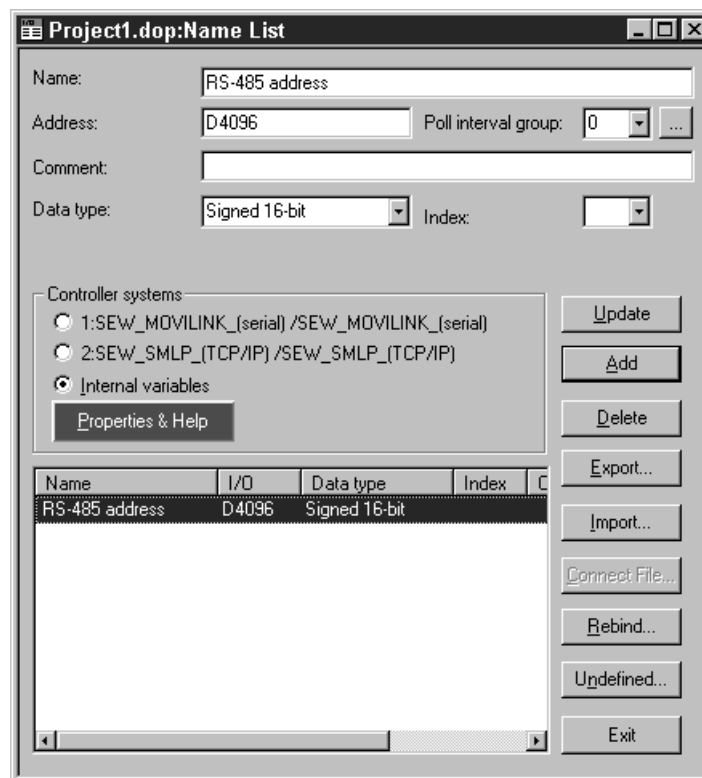 Project1.dop:Name List
Name: RS-485 address
Address: D4096 Poll interval group: 0 ...
Comment:
Data type: Signed 16-bit Index:
Controller systems
1:SEW_MOVILINK_(serial) /SEW_MOVILINK_(serial)
2:SEW_SMLP_(TCP/IP) /SEW_SMLP_(TCP/IP)
Internal variables
Properties & Help
Update
Add
Delete
Export...
Import...
Connect File...
Rebind...
Undefined...
Exit
Name I/O Data type Index C
RS-485 address D4096 Signed 16-bit